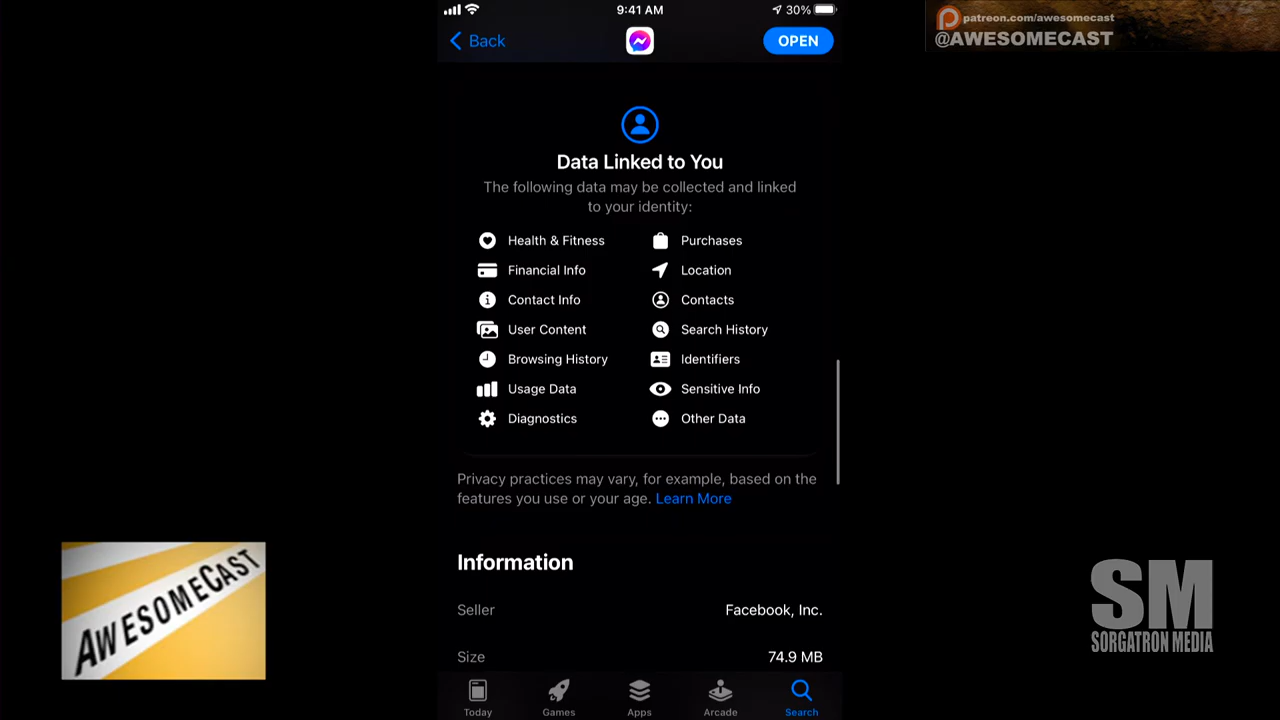 9:41 AM
30%
Back
OPEN
patreon.com/awesomecast
@AWESOMECAST
Data Linked to You
The following data may be collected and linked
to your identity:
Health & Fitness
Purchases
Financial Info
Location
Contact Info
Contacts
User Content
Search History
Browsing History
Identifiers
Usage Data
Sensitive Info
Diagnostics
Other Data
Privacy practices may vary, for example, based on the
features you use or your age. Learn More
Information
Seller
Facebook, Inc.
Size
74.9 MB
Today
Games
Apps
Arcade
Search
AWESOMECAST
SM
SORGATRON MEDIA